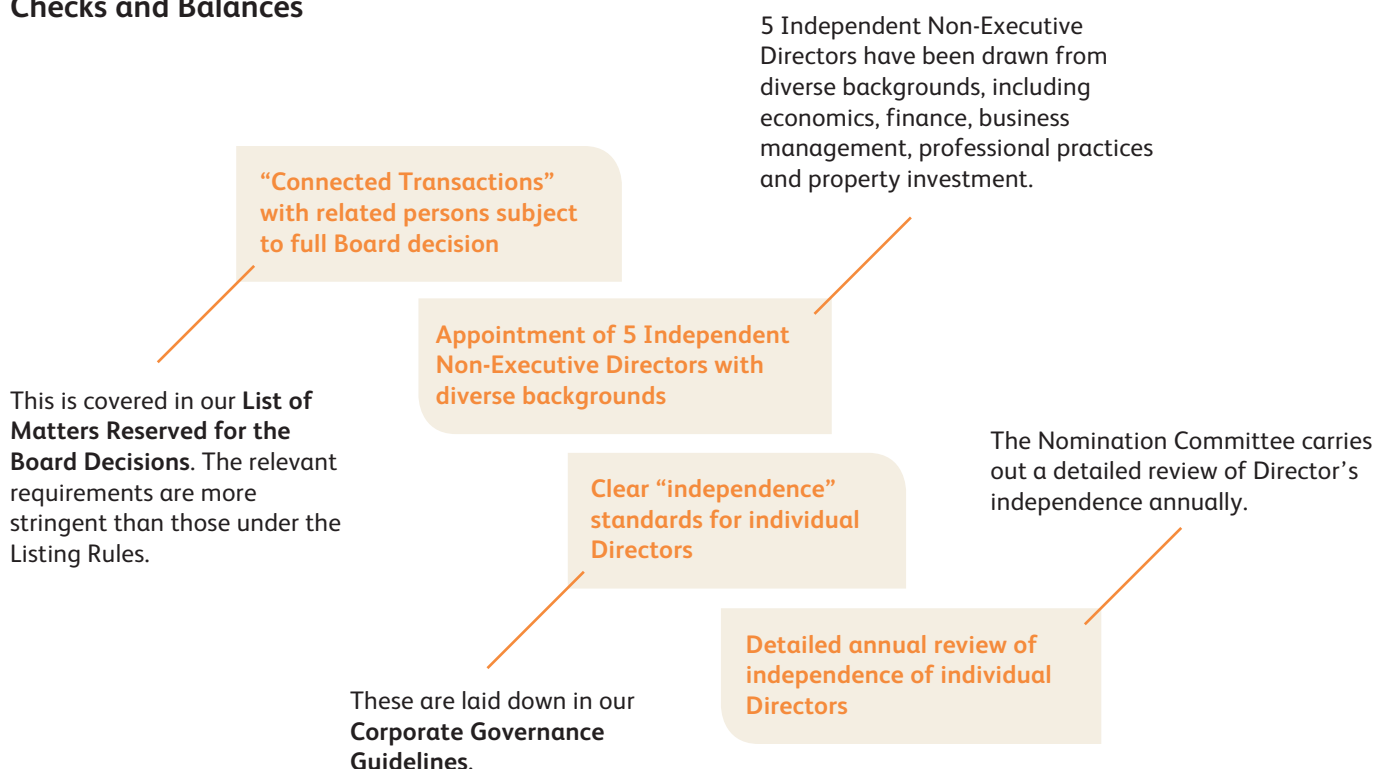 Checks and Balances
5 Independent Non-Executive
Directors have been drawn from
diverse backgrounds, including
economics, finance, business
management, professional practices
and property investment.
“Connected Transactions”
with related persons subject
to full Board decision
Appointment of 5 Independent
Non-Executive Directors with
diverse backgrounds
This is covered in our List of
Matters Reserved for the
Board Decisions. The relevant
requirements are more
stringent than those under the
Listing Rules.
The Nomination Committee carries
out a detailed review of Director’s
independence annually.
Clear “independence”
standards for individual
Directors
Detailed annual review of
independence of individual
Directors
These are laid down in our
Corporate Governance
Guidelines.